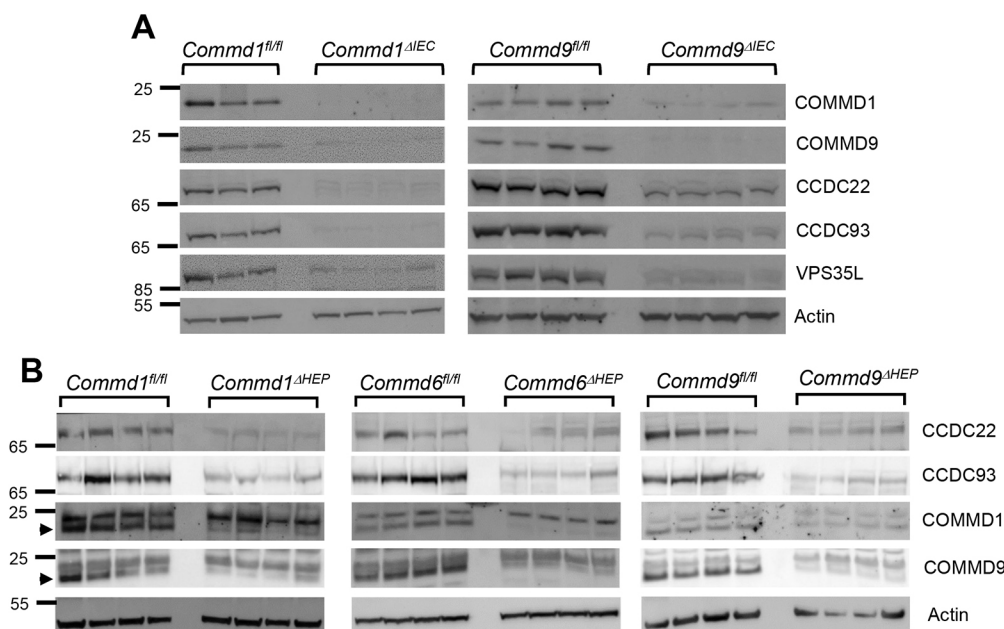 A
Commd1fl/fl Commd1ΔIEC Commd9fl/fl Commd9ΔIEC
25 COMMD1
25 COMMD9
CCDC22
65
CCDC93
65
VPS35L
85
55 Actin
B
Commd1fl/fl Commd1ΔHEP Commd6fl/fl Commd6ΔHEP Commd9fl/fl Commd9ΔHEP
CCDC22
65
CCDC93
65
25 COMMD1
25 COMMD9
55 Actin